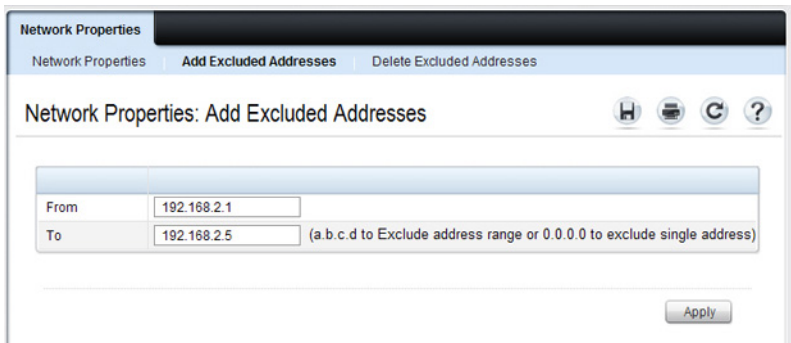 Network Properties
Network Properties Add Excluded Addresses Delete Excluded Addresses
Network Properties: Add Excluded Addresses
From 192.168.2.1
To 192.168.2.5 (a.b.c.d to Exclude address range or 0.0.0.0 to exclude single address)
Apply